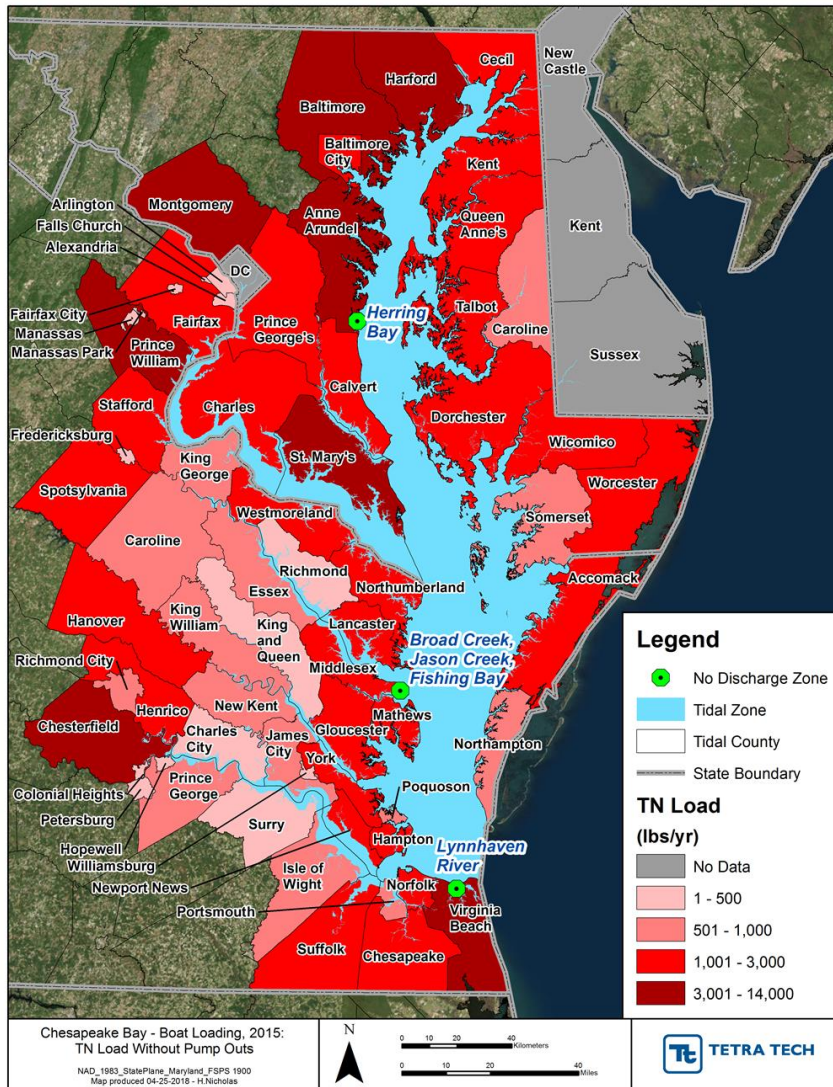 Cecil
New
Castle
Harford
Baltimore
Baltimore
City
Kent
Arlington
Falls Church
Alexandria
Montgomery
Anne
Arundel
Queen
Anne's
Kent
DC
Fairfax City
Manassas
Manassas Park
Fairfax
Prince
William
Prince
George's
Herring
Bay
Talbot
Caroline
Sussex
Stafford
Charles
Calvert
Dorchester
Fredericksburg
King
George
St. Mary's
Wicomico
Spotsylvania
Worcester
Westmoreland
Somerset
Caroline
Richmond
Essex
Northumberland
Accomack
Hanover
King
William
King
and
Queen
Lancaster
Broad Creek,
Jason Creek,
Fishing Bay
Richmond City
Middlesex
Henrico
New Kent
Mathews
Chesterfield
Charles
City
James
City
Gloucester
York
Northampton
Colonial Heights
Petersburg
Prince
George
Poquoson
Hopewell
Williamsburg
Surry
Hampton
Lynnhaven
River
Newport News
Isle of
Wight
Norfolk
Portsmouth
Virginia
Beach
Suffolk
Chesapeake
Legend
No Discharge Zone
Tidal Zone
Tidal County
State Boundary
TN Load
(lbs/yr)
No Data
1 - 500
501 - 1,000
1,001 - 3,000
3,001 - 14,000
Chesapeake Bay - Boat Loading, 2015:
TN Load Without Pump Outs
NAD_1983_StatePlane_Maryland_FSPS 1900
Map produced 04-25-2018 - H.Nicholas
N
0 20 40
Kilometers
0 20 40
Miles
Tt
TETRA TECH